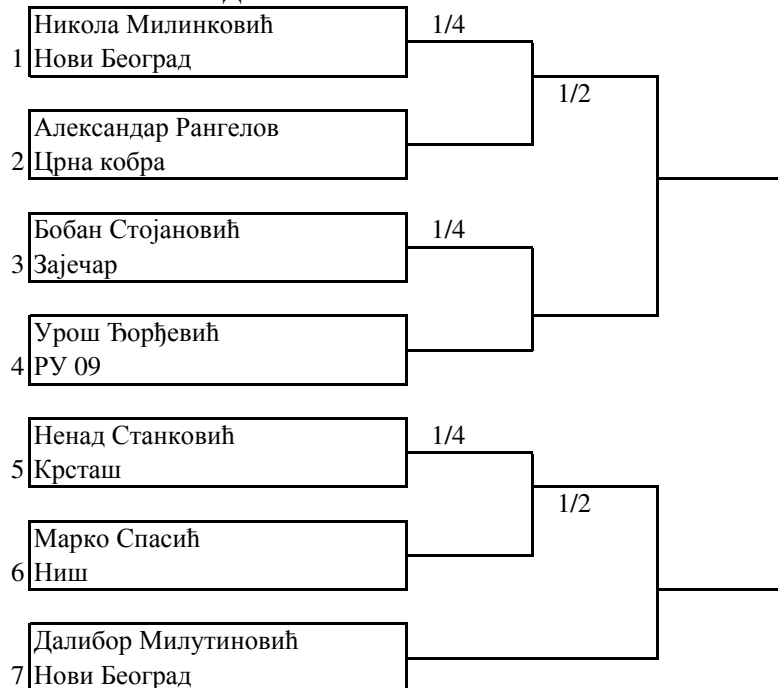 Никола Милинковић
1/4
1 Нови Београд
1/2
Александар Рангелов
2 Црна кобра
Бобан Стојановић
1/4
3 Зајечар
Урош Ђорђевић
4 РУ 09
Ненад Станковић
1/4
5 Крсташ
1/2
Марко Спасић
6 Ниш
Далибор Милутиновић
7 Нови Београд